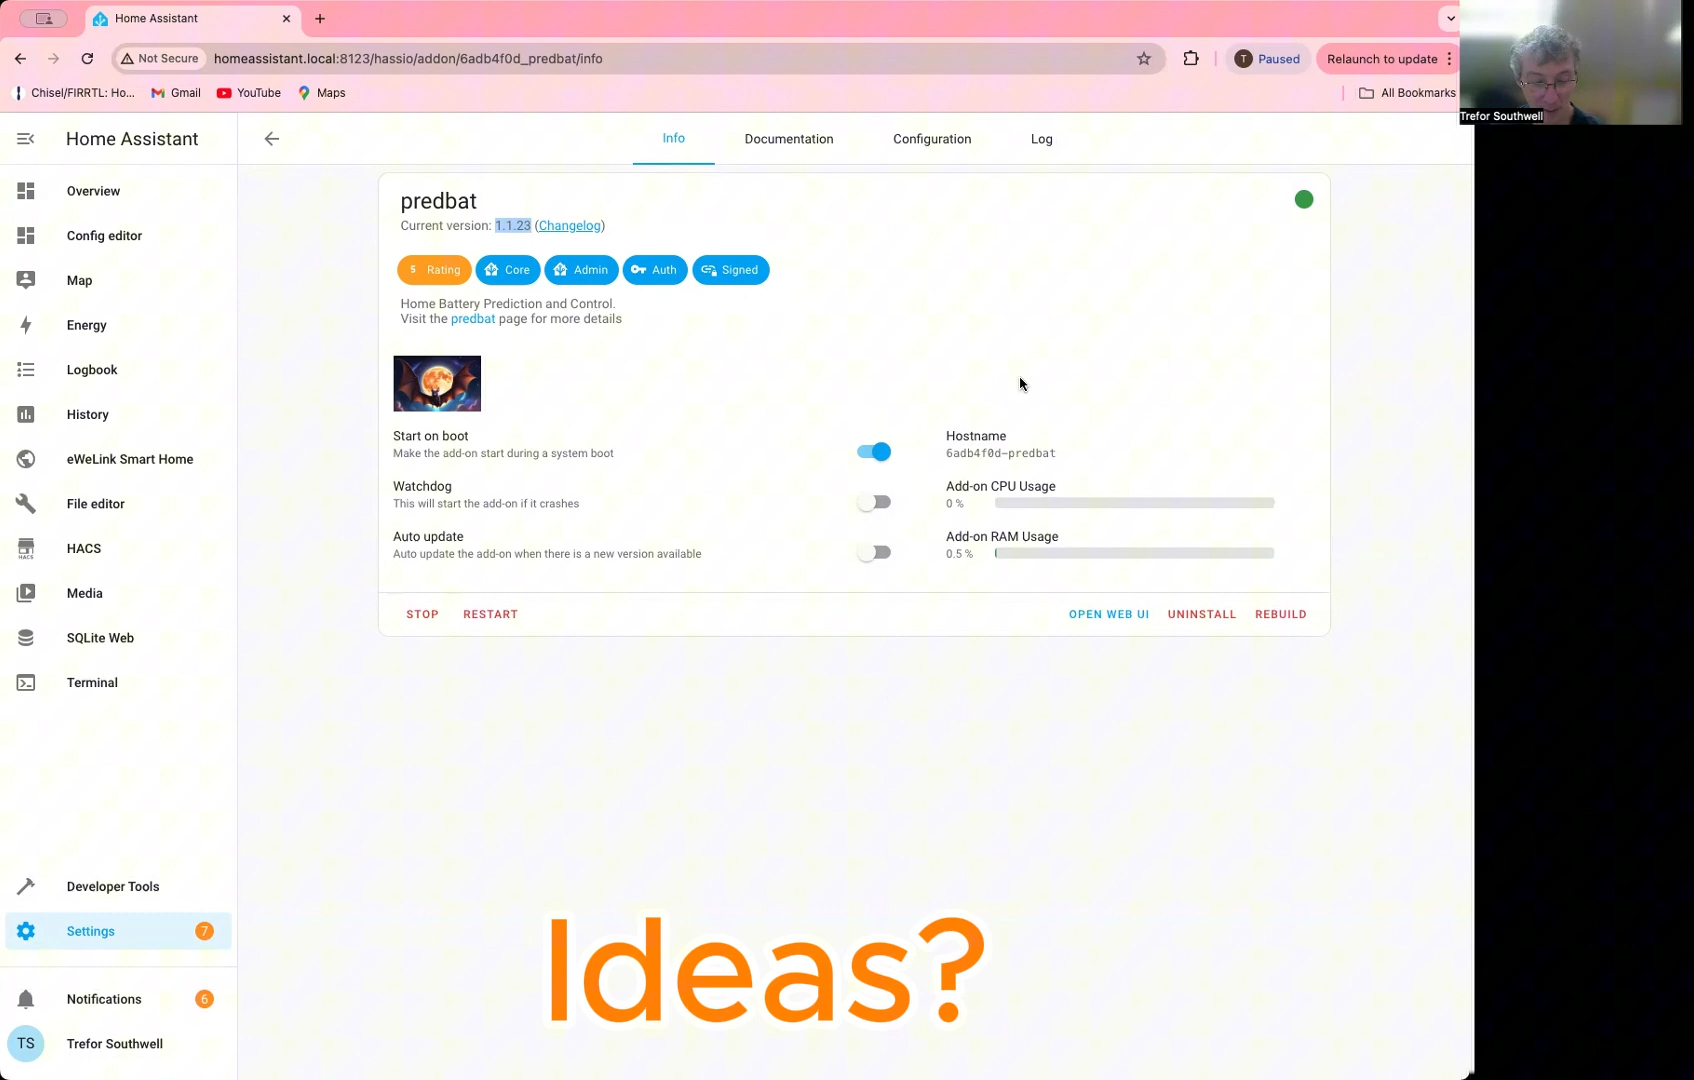 Home Assistant
Not Secure homeassistant.local:8123/hassio/addon/6adb4f0d_predbat/info T Paused Relaunch to update
Chisel/FIRRTL: Ho... Gmail YouTube Maps All Bookmarks
Trefor Southwell
Home Assistant
Info Documentation Configuration Log
Overview
Config editor
Map
Energy
Logbook
History
eWeLink Smart Home
File editor
HACS
HACS
Media
SQLite Web
Terminal
Developer Tools
Settings 7
Notifications 6
TS Trefor Southwell
predbat
Current version: 1.1.23 (Changelog)
5 Rating Core Admin Auth Signed
Home Battery Prediction and Control.
Visit the predbat page for more details
Start on boot
Make the add-on start during a system boot
Watchdog
This will start the add-on if it crashes
Auto update
Auto update the add-on when there is a new version available
Hostname
6adb4f0d-predbat
Add-on CPU Usage
0 %
Add-on RAM Usage
0.5 %
STOP RESTART OPEN WEB UI UNINSTALL REBUILD
Ideas?